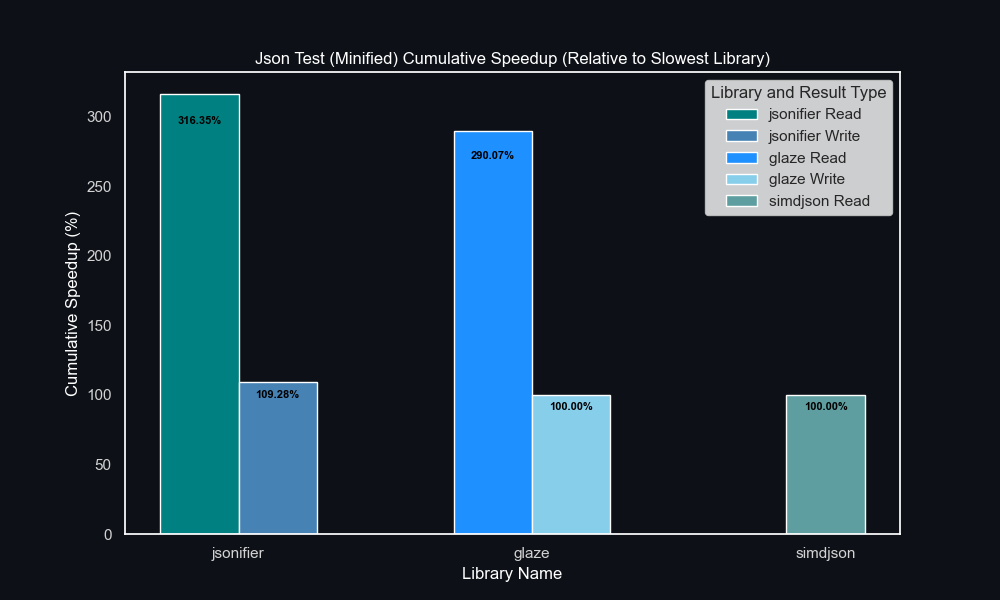 Json Test (Minified) Cumulative Speedup (Relative to Slowest Library)
Library and Result Type
jsonifier Read
jsonifier Write
glaze Read
glaze Write
simdjson Read
Cumulative Speedup (%)
300
250
200
150
100
50
0
316.35%
109.28%
290.07%
100.00%
100.00%
jsonifier
glaze
simdjson
Library Name